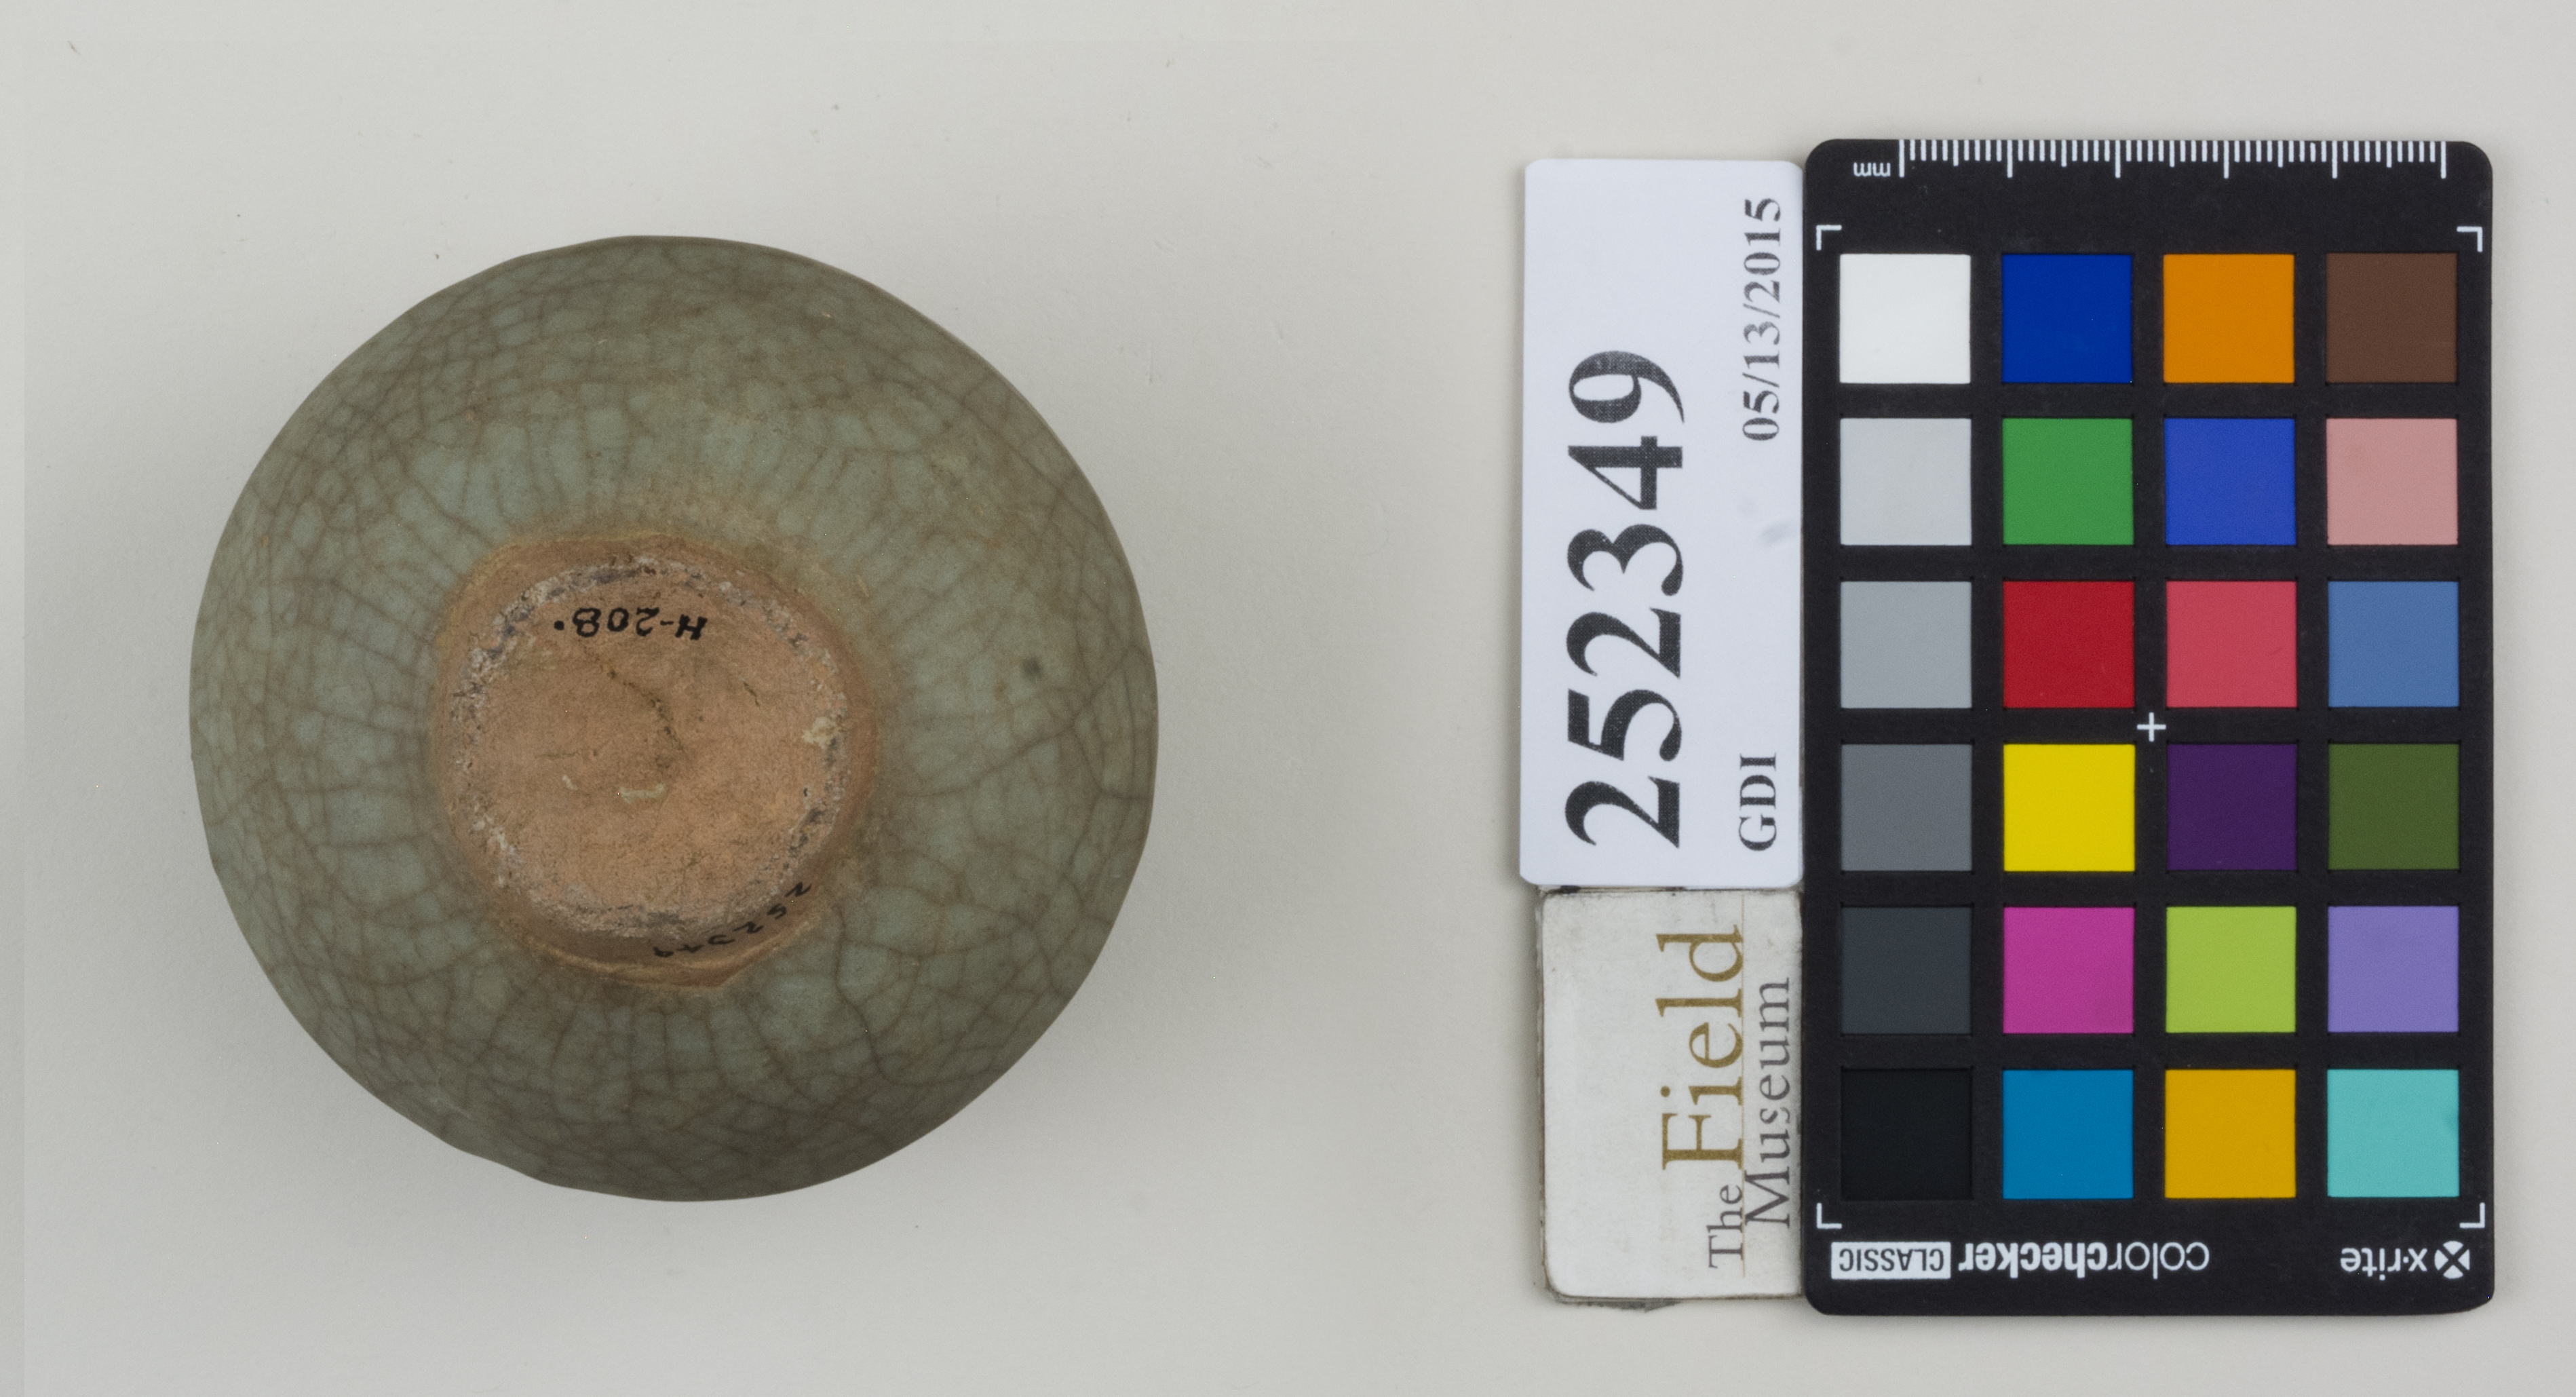 H-208.
252349
252349
GDI 05/13/2015
The Field
Museum
mm
x·rite
colorchecker CLASSIC